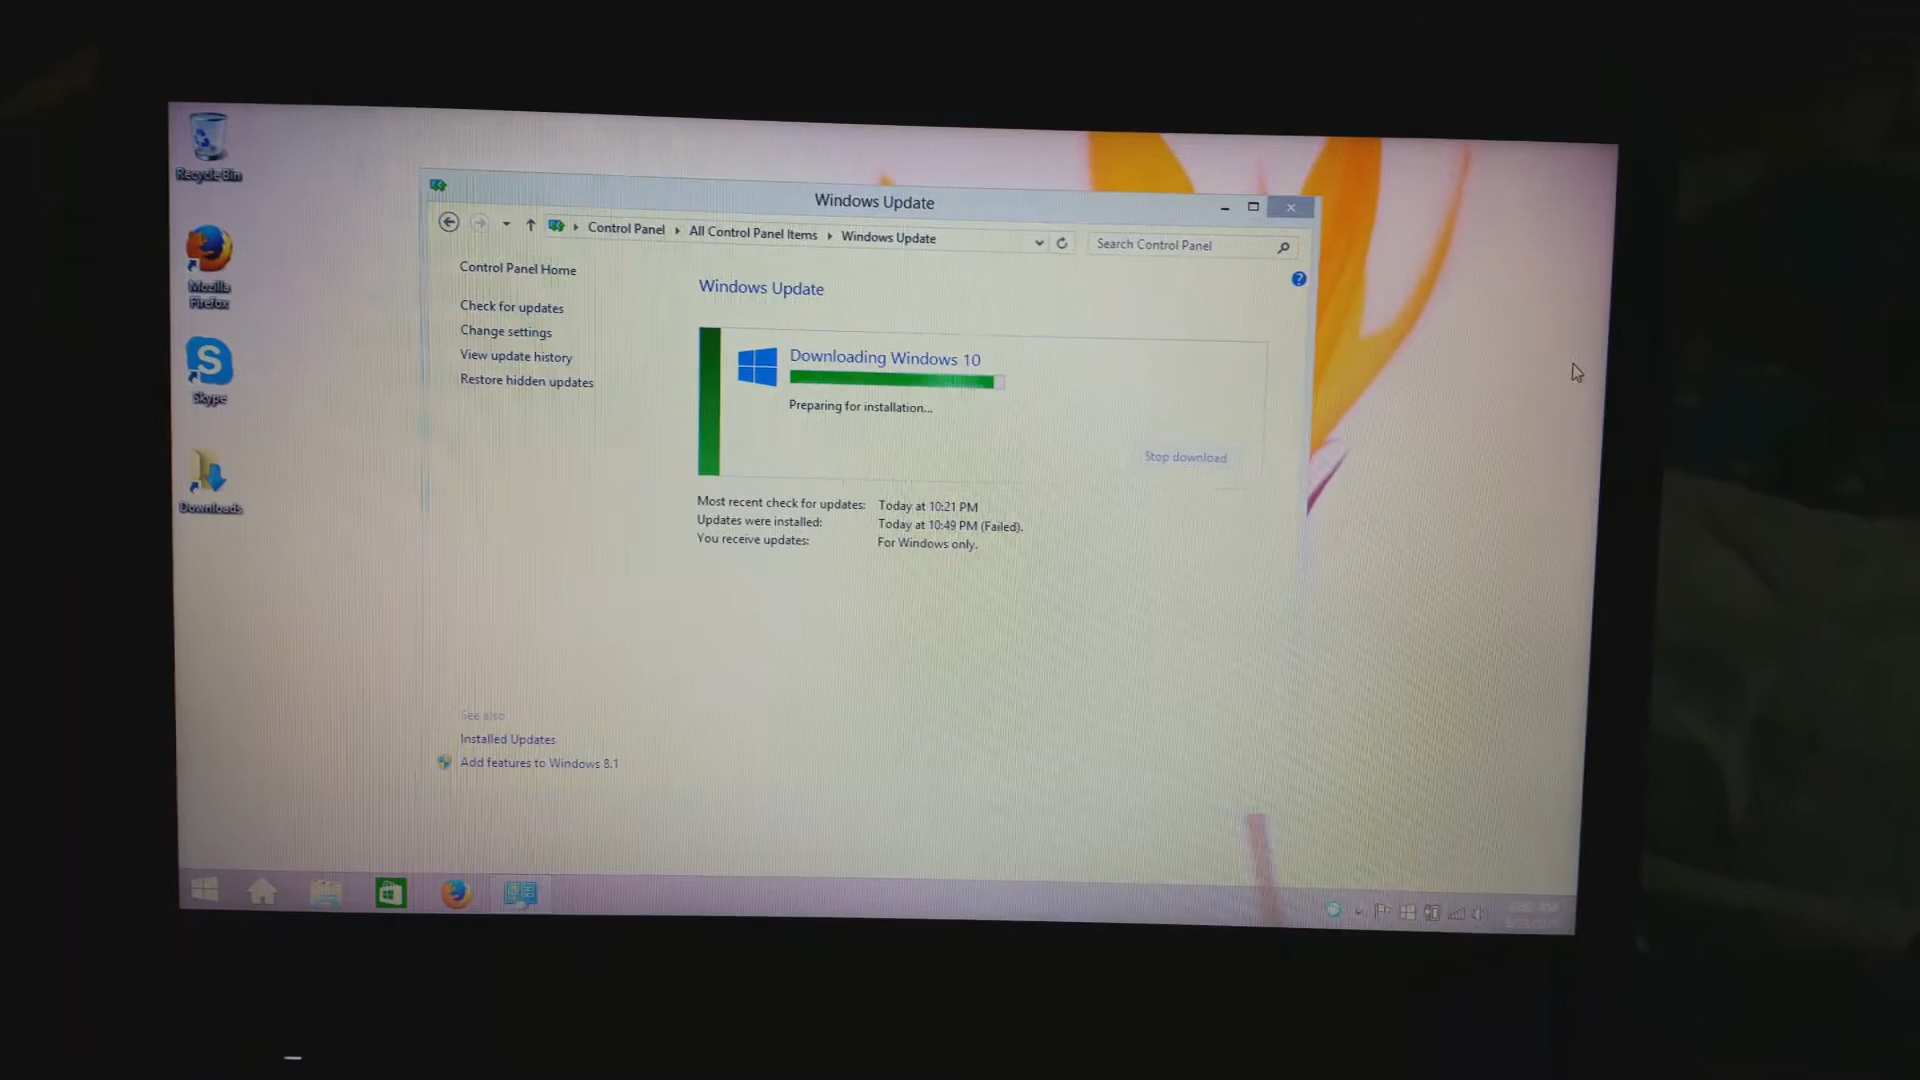 Recycle Bin
Mozilla
Firefox
Skype
Downloads
Windows Update
Control Panel
All Control Panel Items
Windows Update
Search Control Panel
Control Panel Home
Check for updates
Change settings
View update history
Restore hidden updates
See also
Installed Updates
Add features to Windows 8.1
Windows Update
Downloading Windows 10
Preparing for installation...
Stop download
Most recent check for updates: Today at 10:21 PM
Updates were installed: Today at 10:49 PM (Failed).
You receive updates: For Windows only.